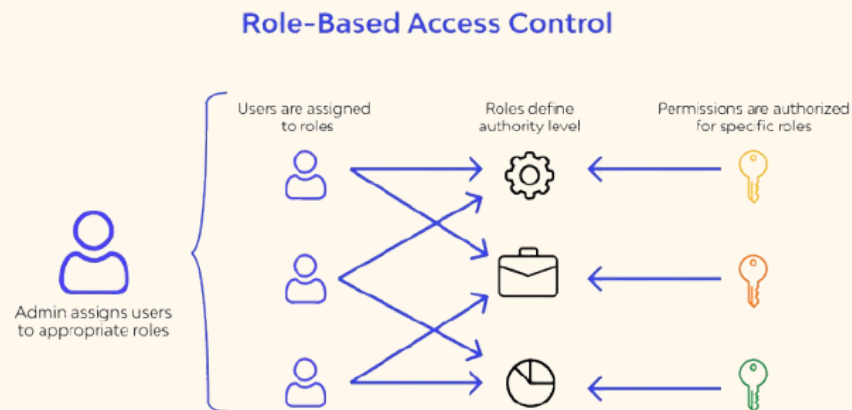 Role-Based Access Control
Users are assigned
to roles
Roles define
authority level
Permissions are authorized
for specific roles
Admin assigns users
to appropriate roles